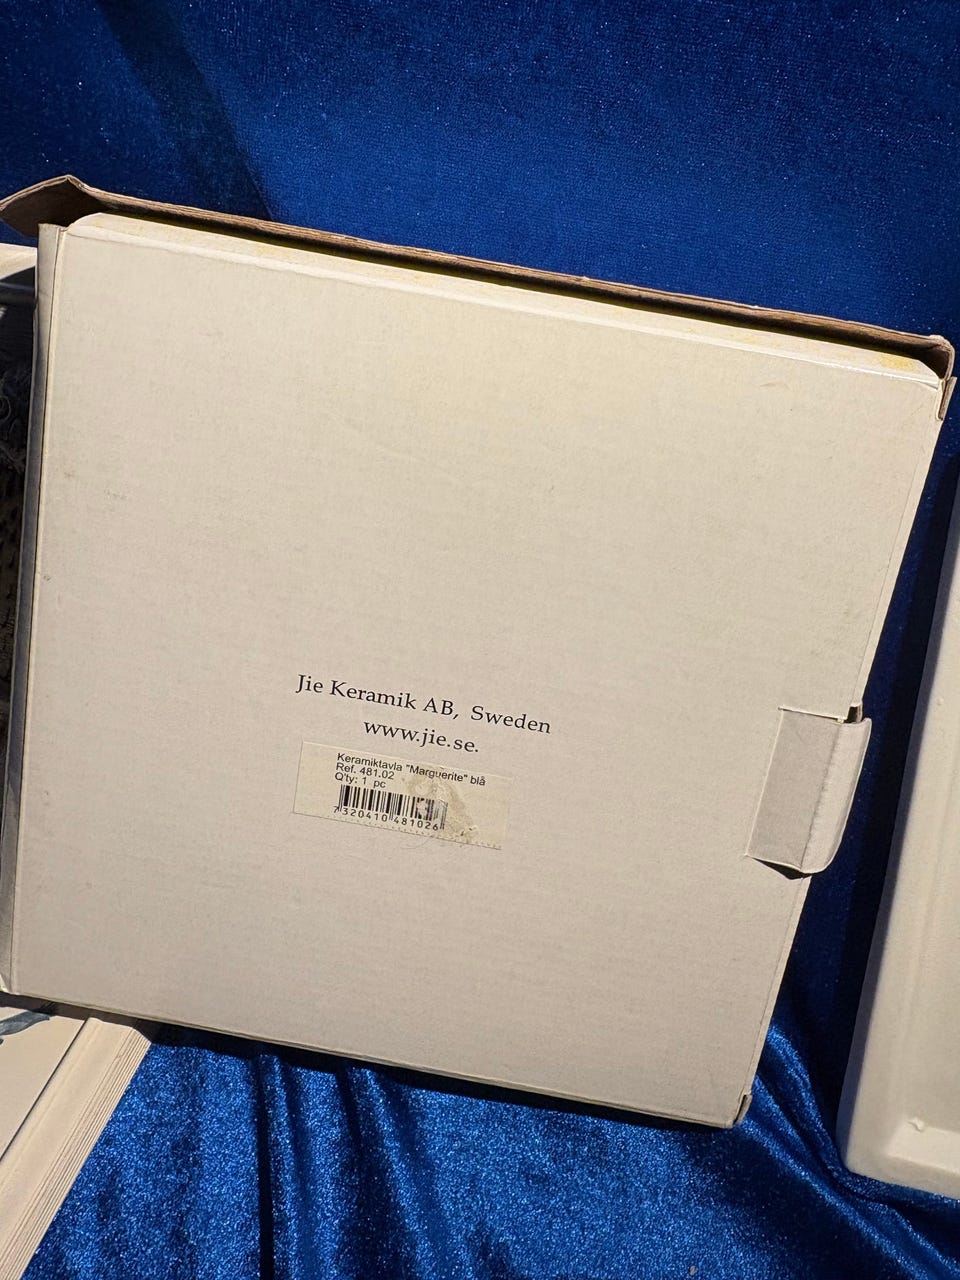 Jie Keramik AB, Sweden
www.jie.se.
Keramiktavla "Marguerite" blå
Ref. 481.02
Q'ty: 1 pc
7 320410 481026